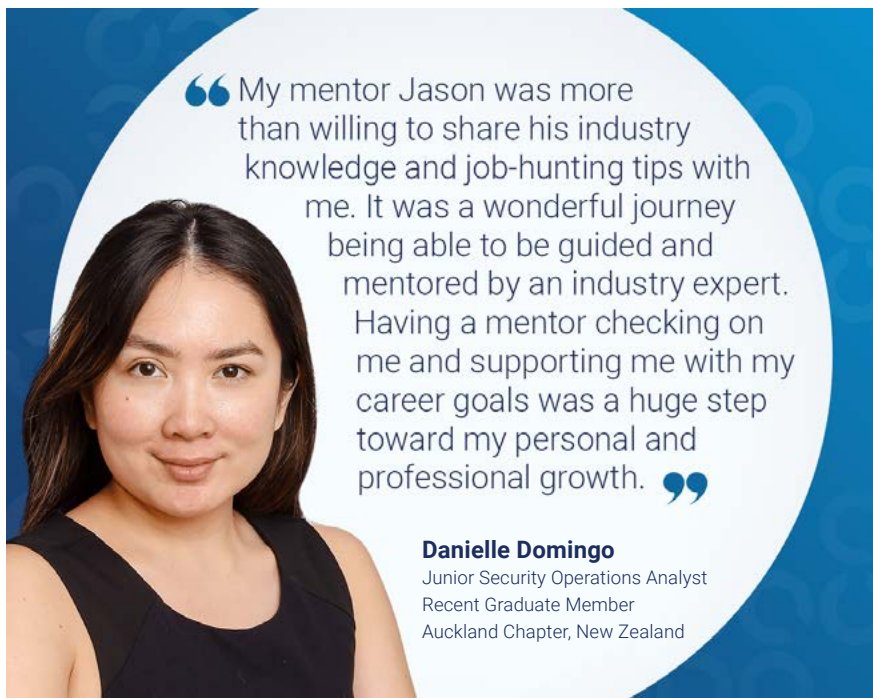 “ My mentor Jason was more
than willing to share his industry
knowledge and job-hunting tips with
me. It was a wonderful journey
being able to be guided and
mentored by an industry expert.
Having a mentor checking on
me and supporting me with my
career goals was a huge step
toward my personal and
professional growth. ”
Danielle Domingo
Junior Security Operations Analyst
Recent Graduate Member
Auckland Chapter, New Zealand